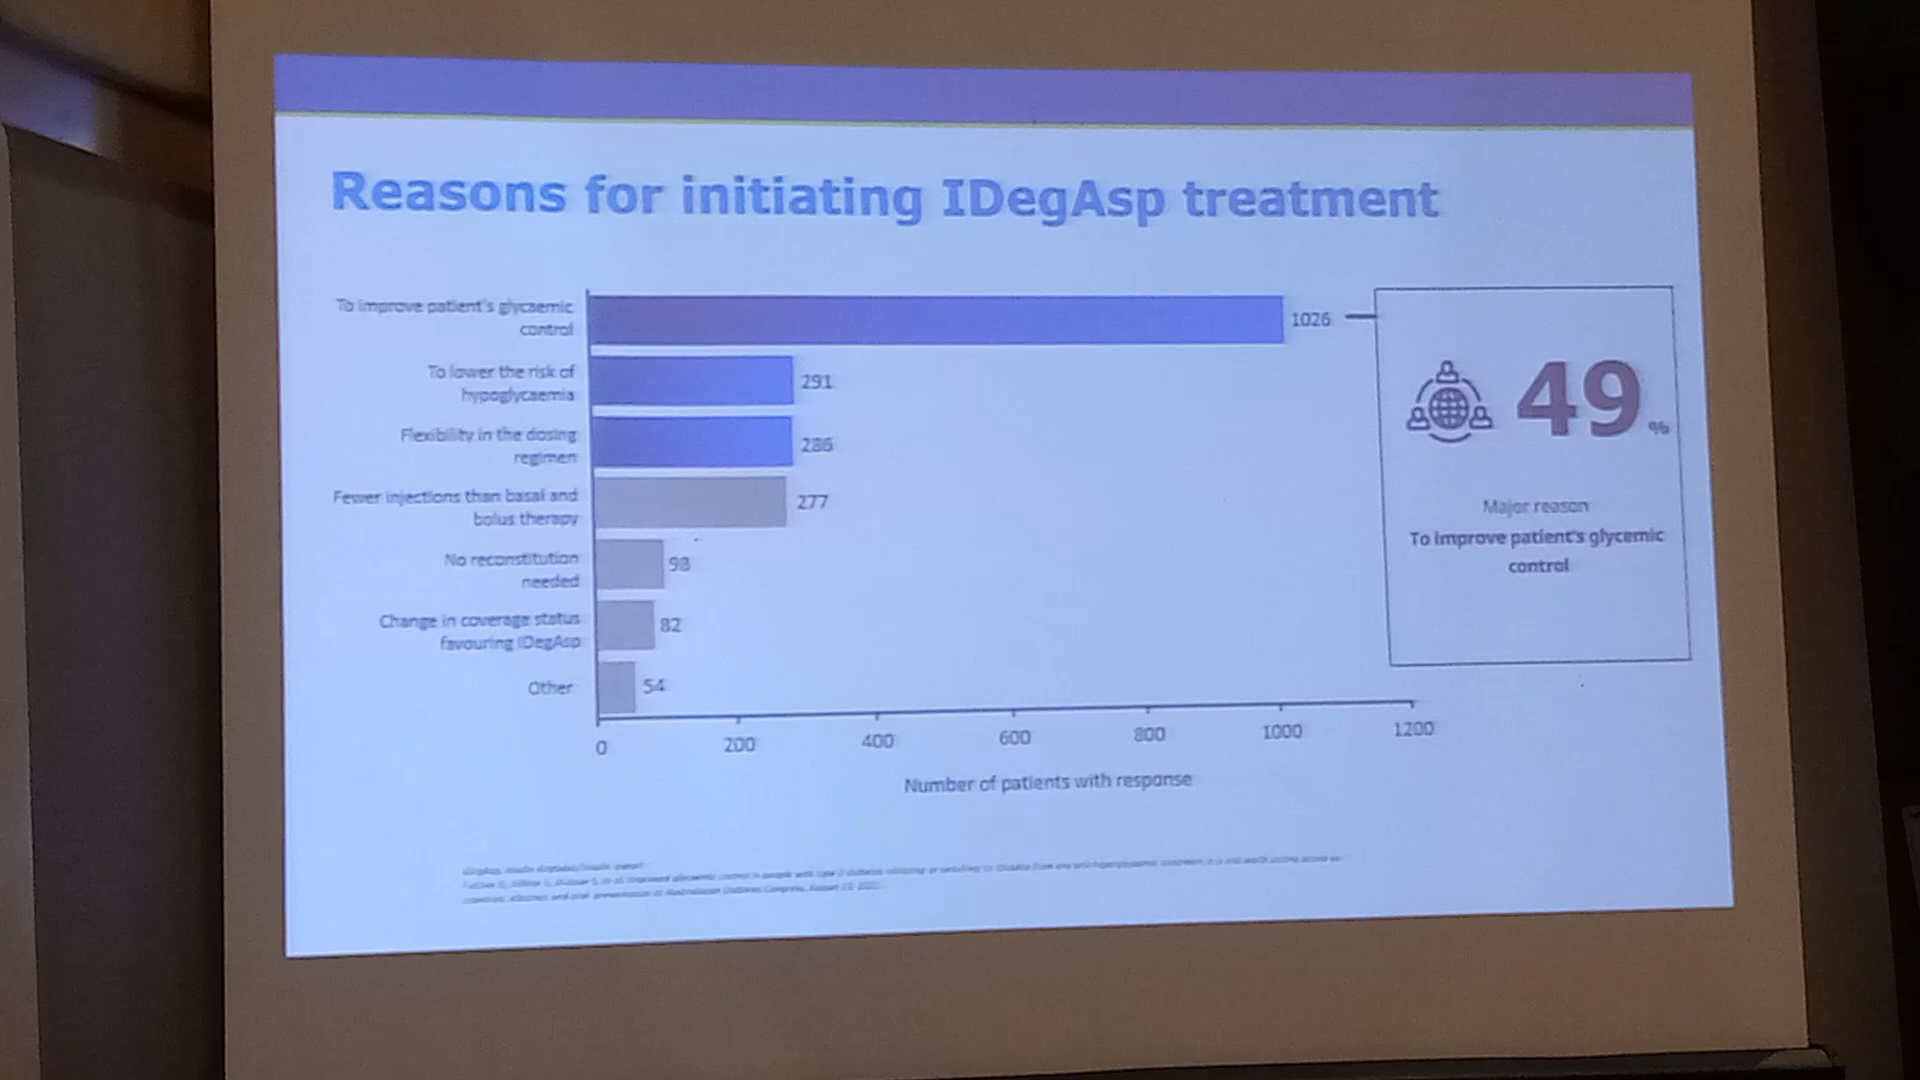 Reasons for initiating IDegAsp treatment
To improve patient's glycaemic
control
1026
To lower the risk of
hypoglycaemia
291
Flexibility in the dosing
regimen
286
Fewer injections than basal and
bolus therapy
277
No reconstitution
needed
98
Change in coverage status
favouring IDegAsp
82
Other
54
0 200 400 600 800 1000 1200
Number of patients with response
49%
Major reason
To improve patient's glycemic
control